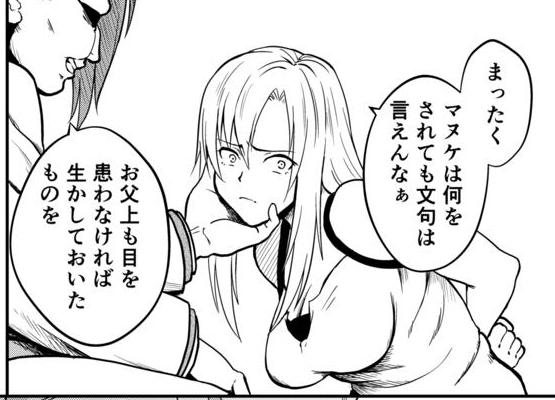 まったく
マヌケは何を
されても文句は
言えんなぁ
お父上も目を
患わなければ
生かしておいた
ものを